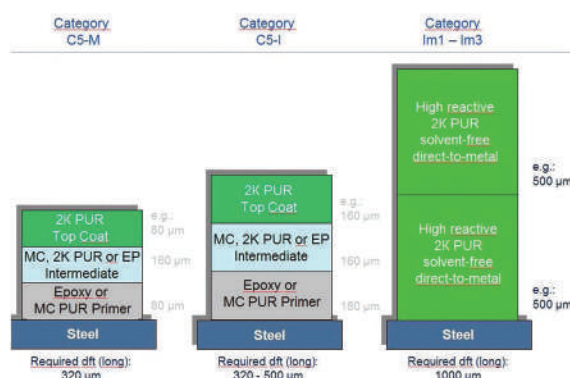 Category
C5-M
Category
C5-I
Category
Im1 – Im3
2K PUR
Top Coat
MC, 2K PUR or EP
Intermediate
Epoxy or
MC PUR Primer
Steel
e.g.:
80 µm
160 µm
80 µm
Required dft (long):
320 µm
2K PUR
Top Coat
MC, 2K PUR or EP
Intermediate
Epoxy or
MC PUR Primer
Steel
e.g.:
160 µm
160 µm
180 µm
Required dft (long):
320 - 500 µm
High reactive
2K PUR
solvent-free
direct-to-metal
High reactive
2K PUR
solvent-free
direct-to-metal
Steel
e.g.:
500 µm
e.g.:
500 µm
Required dft (long):
1000 µm